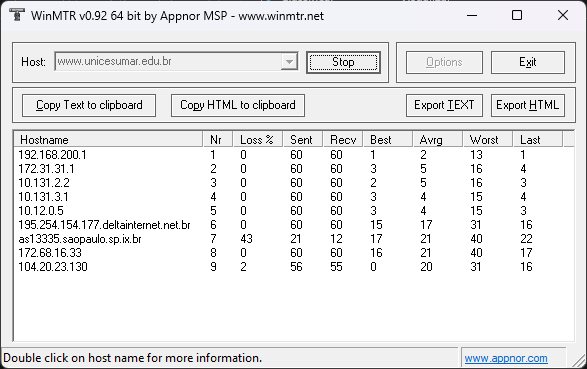 WinMTR v0.92 64 bit by Appnor MSP - www.winmtr.net
Host: www.unicesumar.edu.br Stop Options Exit
Copy Text to clipboard Copy HTML to clipboard Export TEXT Export HTML
Hostname Nr Loss % Sent Recv Best Avrg Worst Last
192.168.200.1 1 0 60 60 1 2 13 1
172.31.31.1 2 0 60 60 3 5 16 4
10.131.2.2 3 0 60 60 2 5 16 3
10.131.3.1 4 0 60 60 3 4 15 4
10.12.0.5 5 0 60 60 3 4 15 3
195.254.154.177.deltainternet.net.br 6 0 60 60 15 17 31 16
as13335.saopaulo.sp.ix.br 7 43 21 12 17 21 40 22
172.68.16.33 8 0 60 60 16 21 40 17
104.20.23.130 9 2 56 55 0 20 31 16
Double click on host name for more information. www.appnor.com